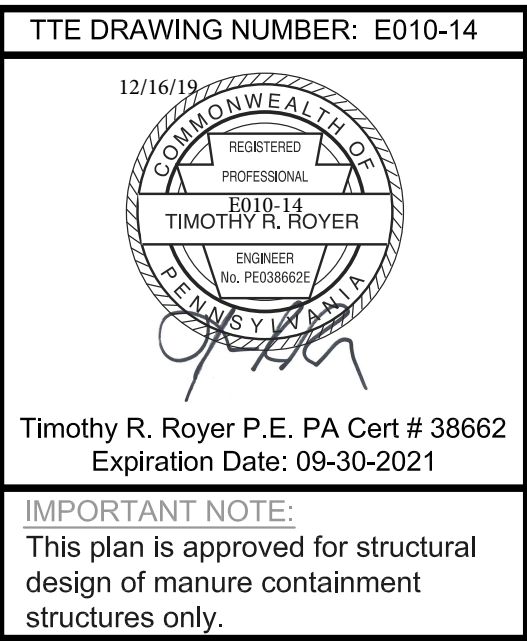 TTE DRAWING NUMBER: E010-14
12/16/19
COMMONWEALTH OF
REGISTERED
PROFESSIONAL
E010-14
TIMOTHY R. ROYER
ENGINEER
No. PE038662E
PENNSYLVANIA
Timothy R. Royer P.E. PA Cert # 38662
Expiration Date: 09-30-2021
IMPORTANT NOTE:
This plan is approved for structural
design of manure containment
structures only.